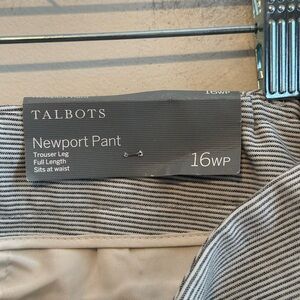 16WP
TALBOTS
Newport Pant
Trouser Leg
Full Length
Sits at waist
16WP